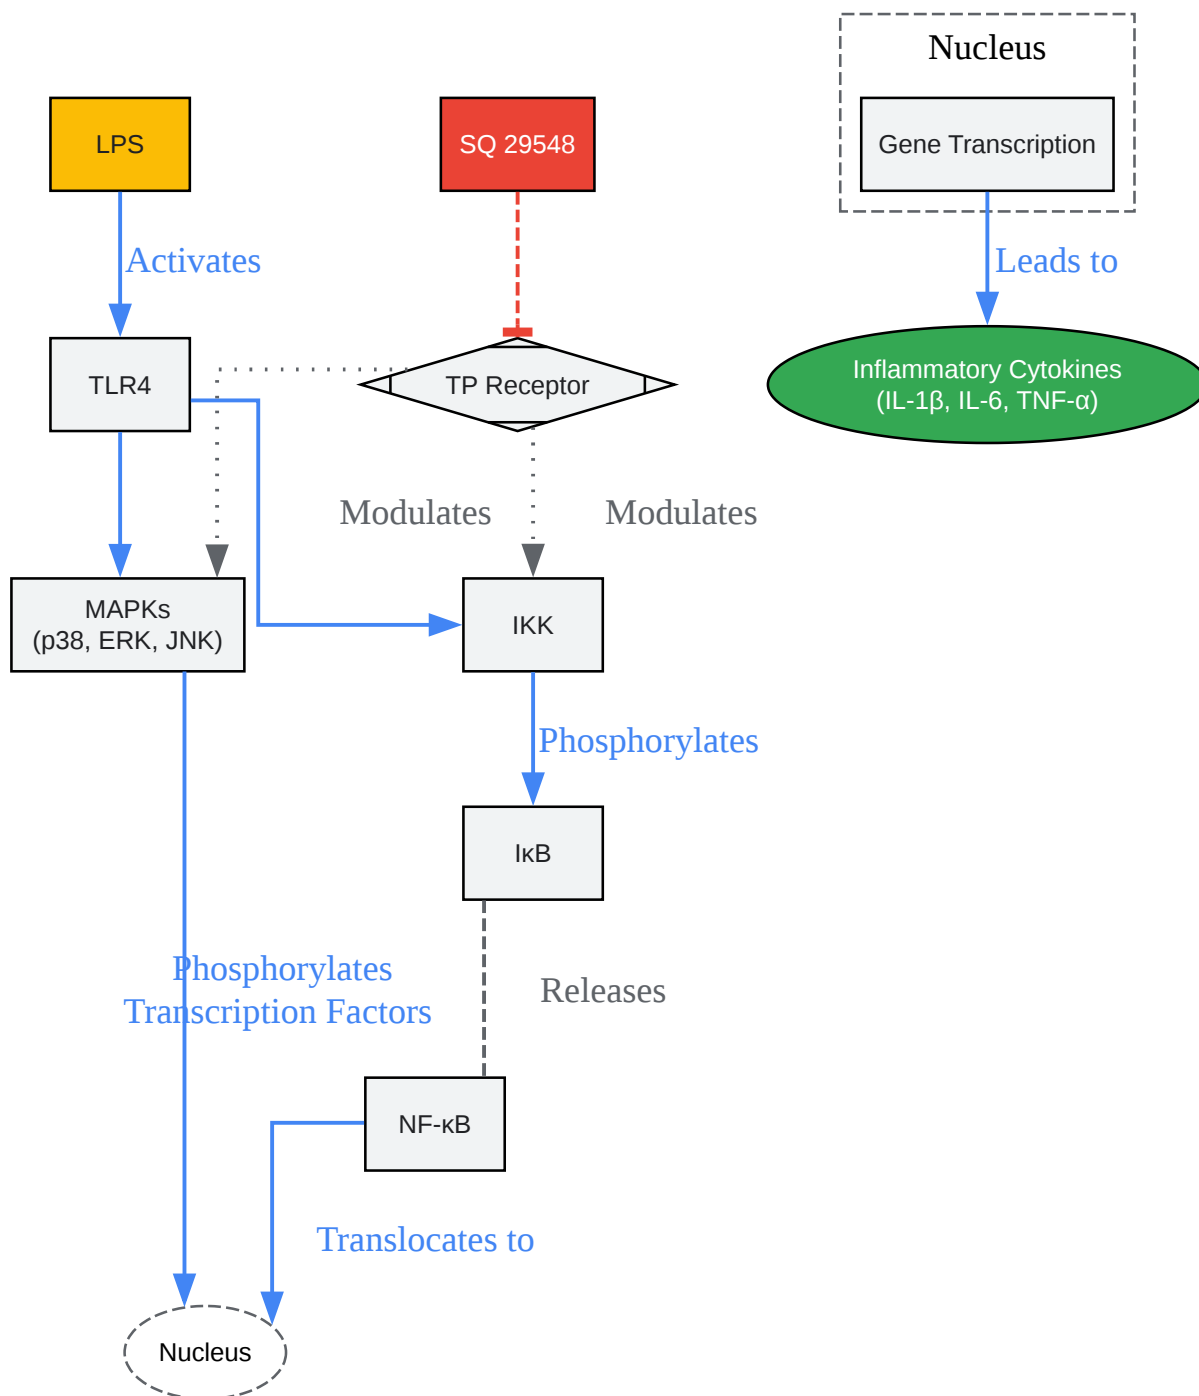 Nucleus
LPS
SQ 29548
Gene Transcription
Activates
Leads to
TLR4
TP Receptor
Inflammatory Cytokines
(IL-1β, IL-6, TNF-α)
Modulates
Modulates
MAPKs
(p38, ERK, JNK)
IKK
Phosphorylates
IκB
Phosphorylates
Transcription Factors
Releases
NF-κB
Translocates to
Nucleus